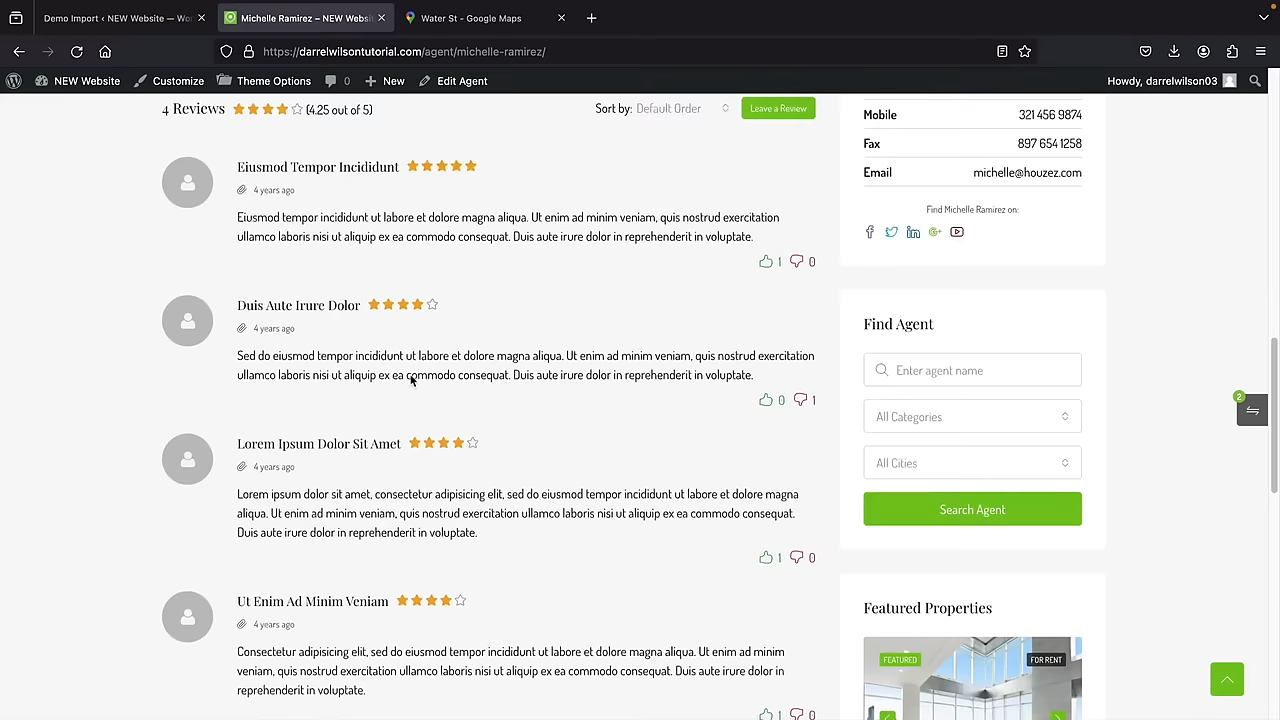 Demo Import ‹ NEW Website — Wo
Michelle Ramirez – NEW Websit
Water St - Google Maps
https://darrelwilsontutorial.com/agent/michelle-ramirez/
NEW Website
Customize
Theme Options
0
New
Edit Agent
Howdy, darrelwilson03
4 Reviews
(4.25 out of 5)
Sort by: Default Order
Leave a Review
Eiusmod Tempor Incididunt
4 years ago
Eiusmod tempor incididunt ut labore et dolore magna aliqua. Ut enim ad minim veniam, quis nostrud exercitation
ullamco laboris nisi ut aliquip ex ea commodo consequat. Duis aute irure dolor in reprehenderit in voluptate.
1 0
Duis Aute Irure Dolor
4 years ago
Sed do eiusmod tempor incididunt ut labore et dolore magna aliqua. Ut enim ad minim veniam, quis nostrud exercitation
ullamco laboris nisi ut aliquip ex ea commodo consequat. Duis aute irure dolor in reprehenderit in voluptate.
0 1
Lorem Ipsum Dolor Sit Amet
4 years ago
Lorem ipsum dolor sit amet, consectetur adipisicing elit, sed do eiusmod tempor incididunt ut labore et dolore magna
aliqua. Ut enim ad minim veniam, quis nostrud exercitation ullamco laboris nisi ut aliquip ex ea commodo consequat.
Duis aute irure dolor in reprehenderit in voluptate.
1 0
Ut Enim Ad Minim Veniam
4 years ago
Consectetur adipisicing elit, sed do eiusmod tempor incididunt ut labore et dolore magna aliqua. Ut enim ad minim
veniam, quis nostrud exercitation ullamco laboris nisi ut aliquip ex ea commodo consequat. Duis aute irure dolor in
reprehenderit in voluptate.
1 0
Mobile 321 456 9874
Fax 897 654 1258
Email michelle@houzez.com
Find Michelle Ramirez on:
Find Agent
Enter agent name
All Categories
All Cities
Search Agent
Featured Properties
FEATURED
FOR RENT
2